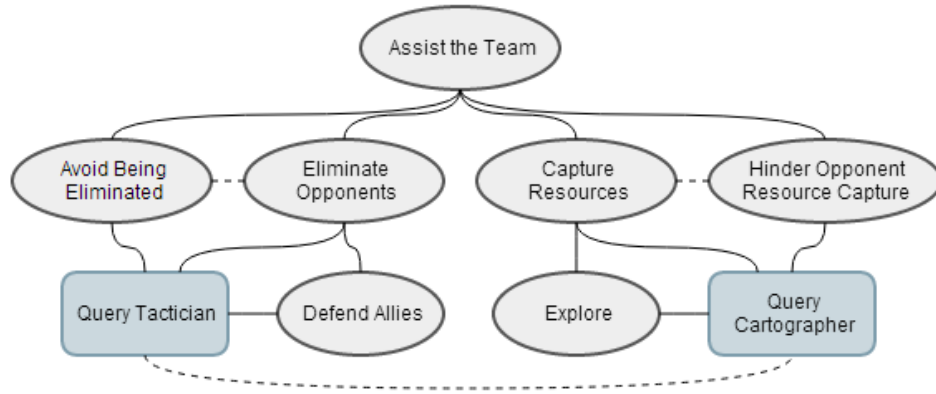 Assist the Team
Avoid Being
Eliminated
Eliminate
Opponents
Capture
Resources
Hinder Opponent
Resource Capture
Query Tactician
Defend Allies
Explore
Query
Cartographer